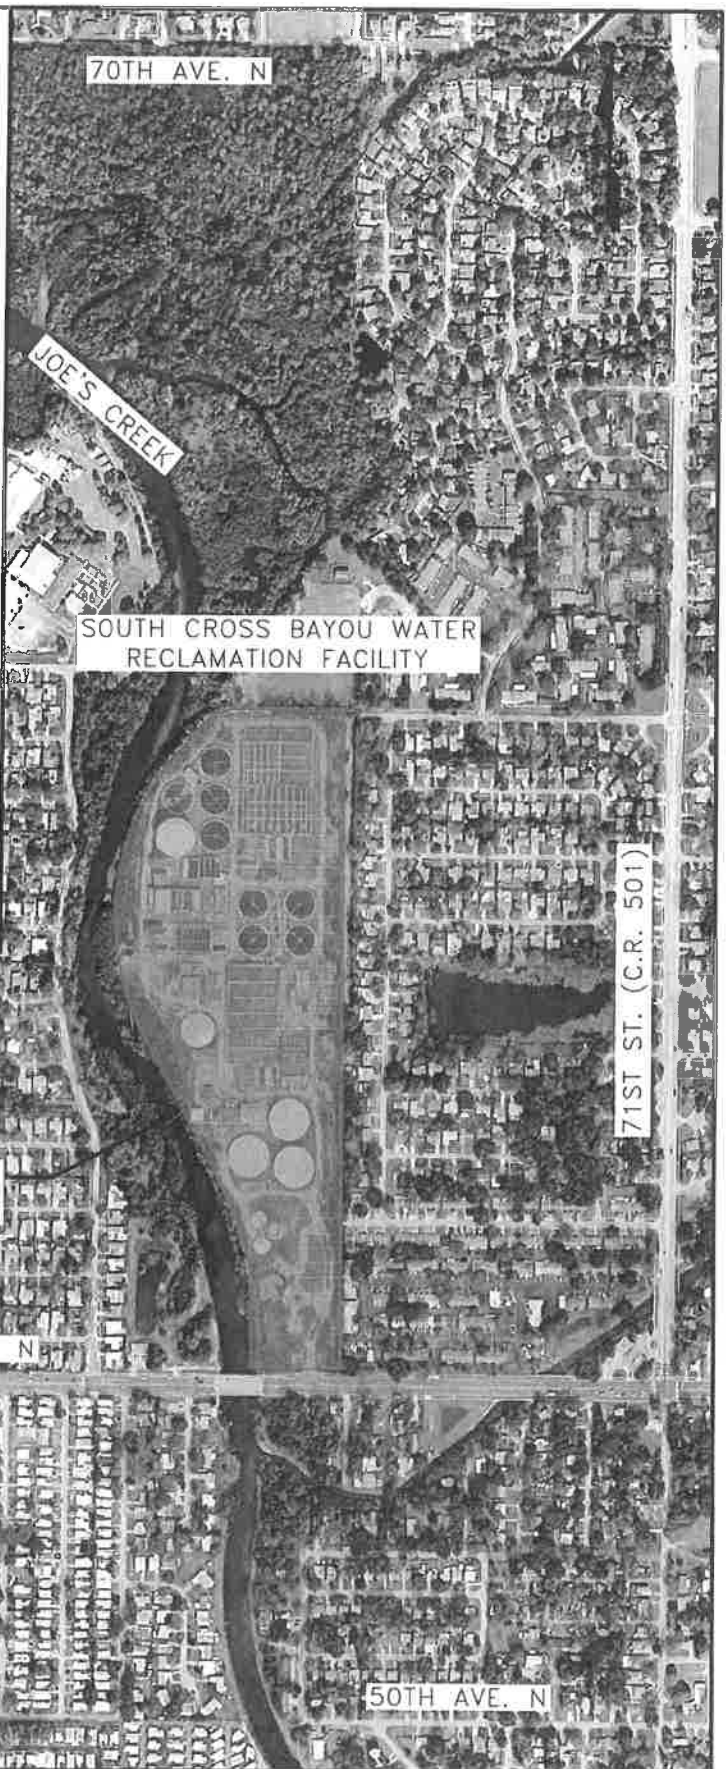 70TH AVE. N
JOE'S CREEK
SOUTH CROSS BAYOU WATER
RECLAMATION FACILITY
71ST ST. (C.R. 501)
N
50TH AVE. N